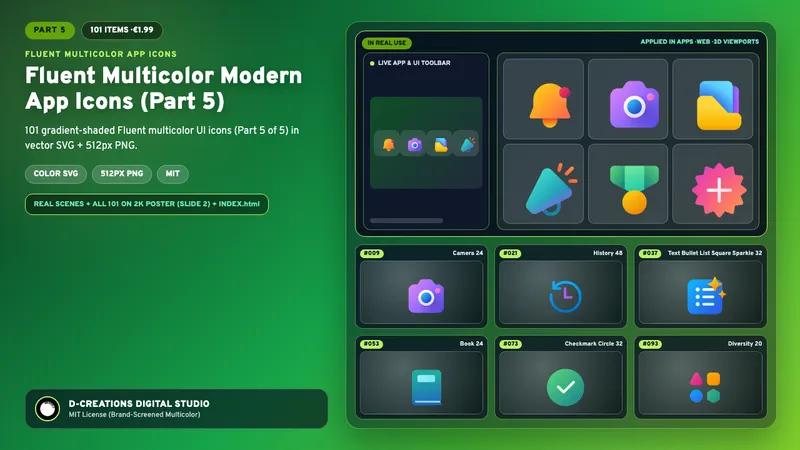 PART 5
101 ITEMS ·€1.99
FLUENT MULTICOLOR APP ICONS
Fluent Multicolor Modern
App Icons (Part 5)
101 gradient-shaded Fluent multicolor UI icons (Part 5 of 5) in
vector SVG + 512px PNG.
COLOR SVG
512PX PNG
MIT
REAL SCENES + ALL 101 ON 2K POSTER (SLIDE 2) + INDEX.html
D-CREATIONS DIGITAL STUDIO
MIT License (Brand-Screened Multicolor)
IN REAL USE
APPLIED IN APPS ·WEB ·3D VIEWPORTS
LIVE APP & UI TOOLBAR
#009
Camera 24
#021
History 48
#037
Text Bullet List Square Sparkle 32
#053
Book 24
#073
Checkmark Circle 32
#093
Diversity 20